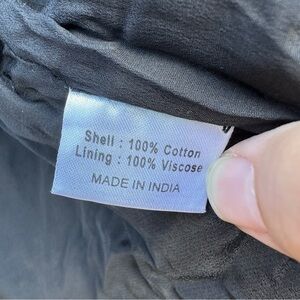 Shell : 100% Cotton
Lining : 100% Viscose
MADE IN INDIA